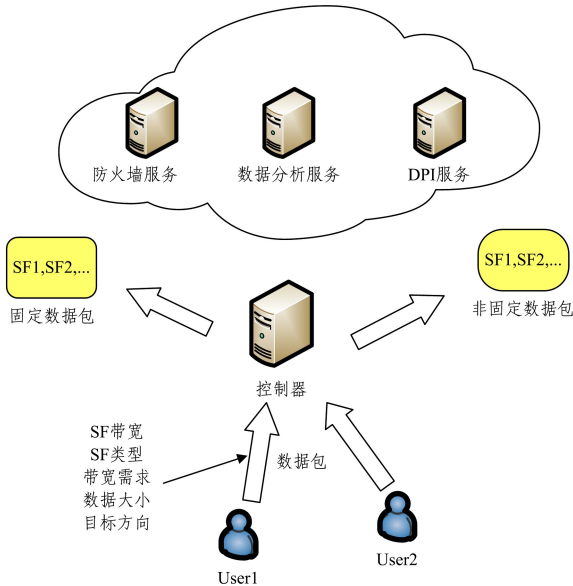 防火墙服务
数据分析服务
DPI服务
SF1,SF2,...
固定数据包
SF1,SF2,...
非固定数据包
控制器
SF带宽
SF类型
带宽需求
数据大小
目标方向
数据包
User1
User2